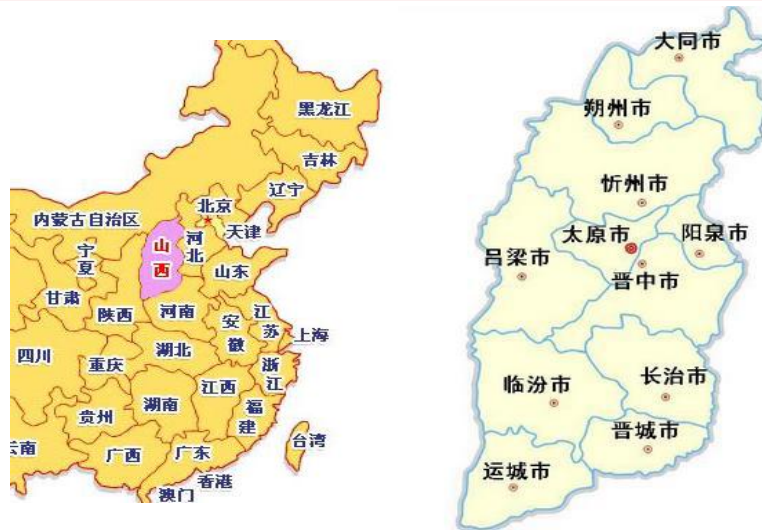 黑龙江
吉林
辽宁
内蒙古自治区
北京
天津
宁夏
山西
河北
山东
甘肃
陕西
河南
江苏
安徽
上海
四川
重庆
湖北
浙江
江西
湖南
贵州
福建
台湾
云南
广西
广东
香港
澳门
大同市
朔州市
忻州市
太原市
阳泉市
吕梁市
晋中市
临汾市
长治市
晋城市
运城市